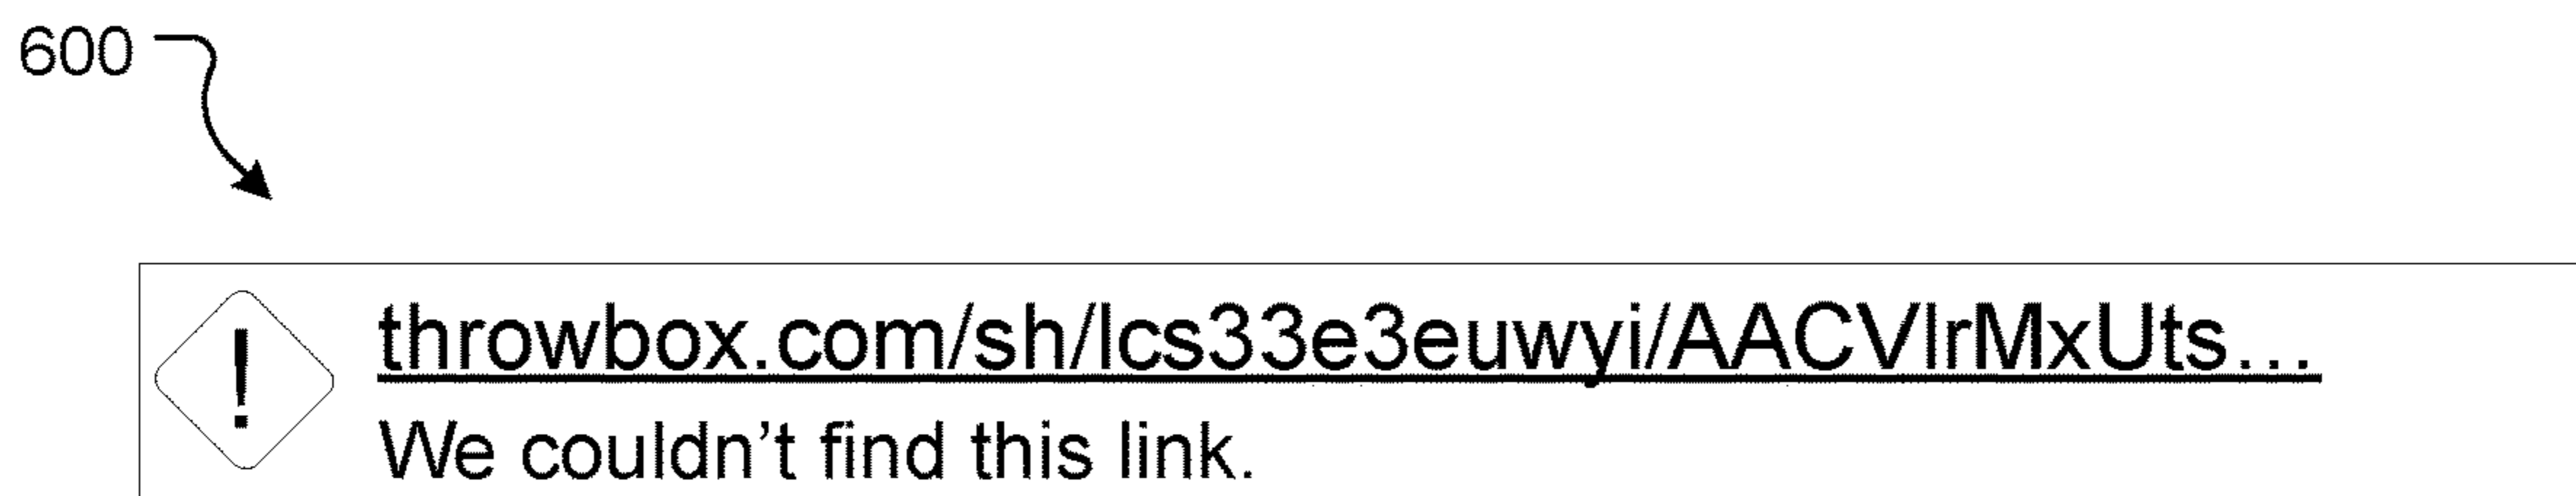 600
!
throwbox.com/sh/lcs33e3euwyi/AACVlrMxUts...
We couldn't find this link.